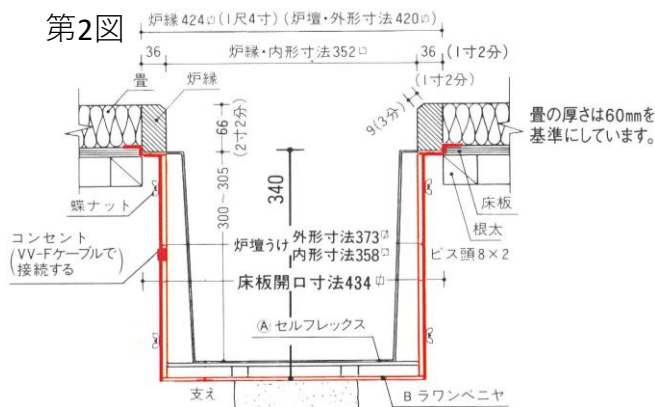 第2図
炉縁424□(1尺4寸)(炉壇・外形寸法420□)
36
炉縁・内形寸法352□
36
(1寸2分)
(1寸2分)
畳
炉縁
9(3分)
66
(2寸2分)
畳の厚さは60mmを
基準にしています。
300〜305
340
床板
根太
蝶ナット
コンセント
(VV-Fケーブルで
接続する)
炉壇うけ
外形寸法373□
内形寸法358□
ビス頭8×2
床板開口寸法434□
Ⓐセルフレックス
支え
Bラワンベニヤ